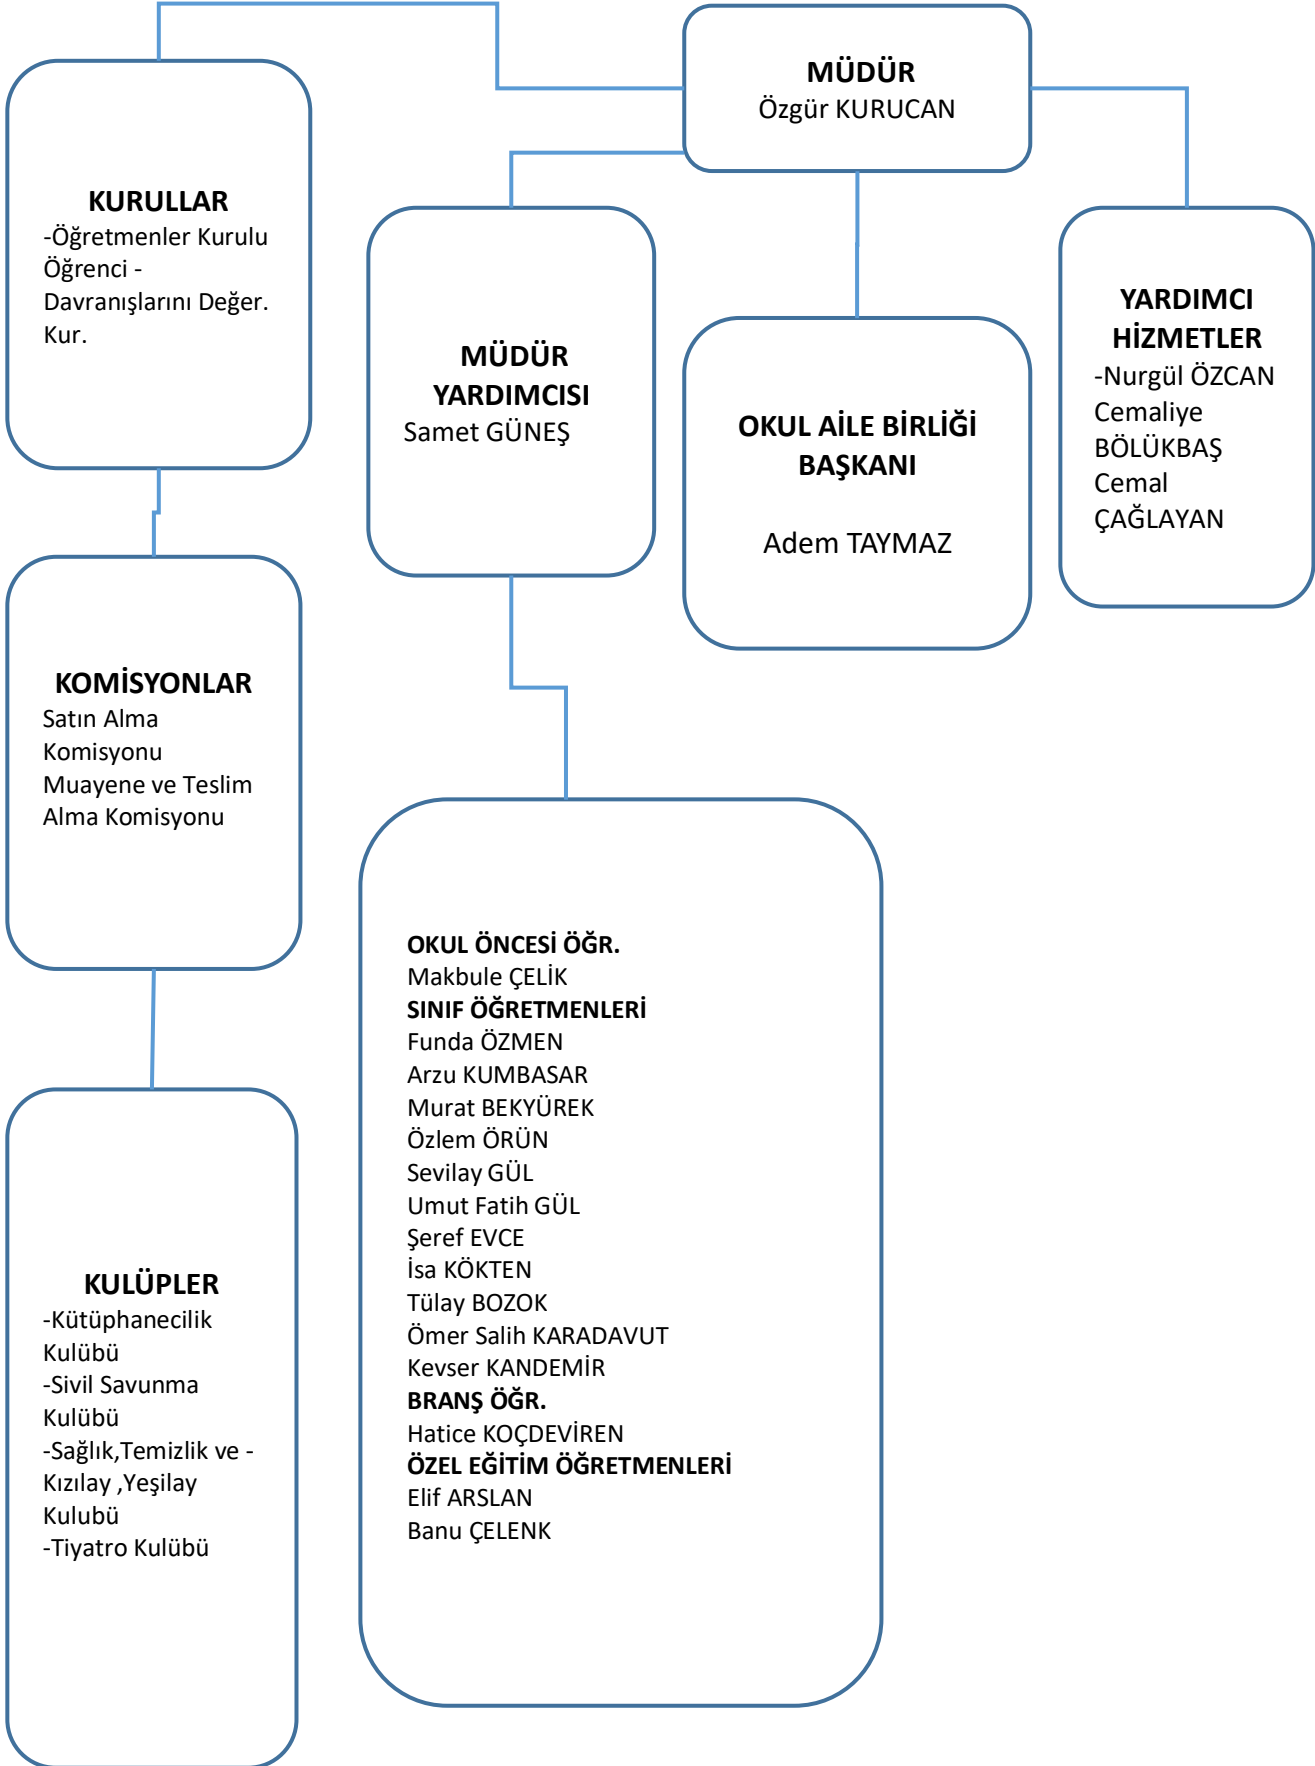 MÜDÜR
Özgür KURUCAN
KURULLAR
-Öğretmenler Kurulu
Öğrenci -
Davranışlarını Değer.
Kur.
MÜDÜR
YARDIMCISI
Samet GÜNEŞ
OKUL AİLE BİRLİĞİ
BAŞKANI
Adem TAYMAZ
YARDIMCI
HİZMETLER
-Nurgül ÖZCAN
Cemaliye
BÖLÜKBAŞ
Cemal
ÇAĞLAYAN
KOMİSYONLAR
Satın Alma
Komisyonu
Muayene ve Teslim
Alma Komisyonu
OKUL ÖNCESİ ÖĞR.
Makbule ÇELİK
SINIF ÖĞRETMENLERİ
Funda ÖZMEN
Arzu KUMBASAR
Murat BEKYÜREK
Özlem ÖRÜN
Sevilay GÜL
Umut Fatih GÜL
Şeref EVCE
İsa KÖKTEN
Tülay BOZOK
Ömer Salih KARADAVUT
Kevser KANDEMİR
BRANŞ ÖĞR.
Hatice KOÇDEVİREN
ÖZEL EĞİTİM ÖĞRETMENLERİ
Elif ARSLAN
Banu ÇELENK
KULÜPLER
-Kütüphanecilik
Kulübü
-Sivil Savunma
Kulübü
-Sağlık,Temizlik ve -
Kızılay ,Yeşilay
Kulubü
-Tiyatro Kulübü